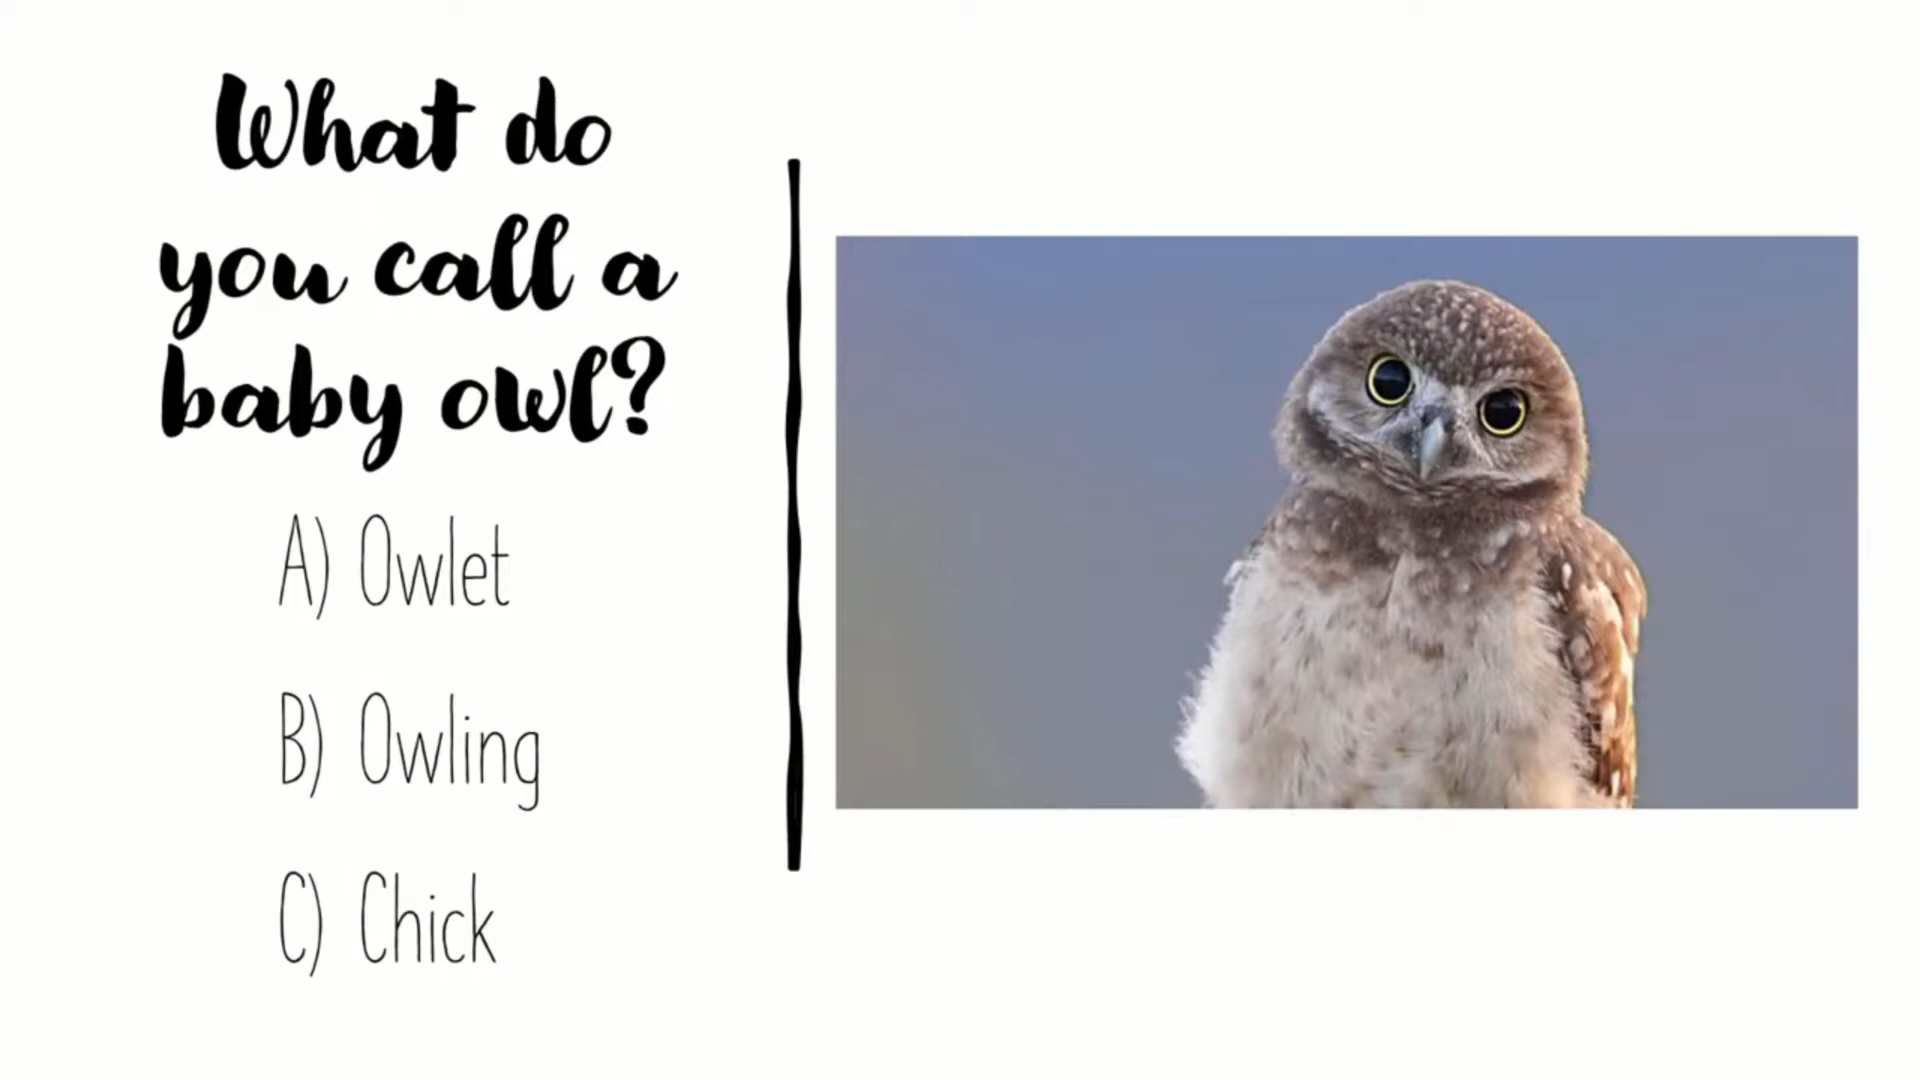 What do
you call a
baby owl?
A) Owlet
B) Owling
C) Chick